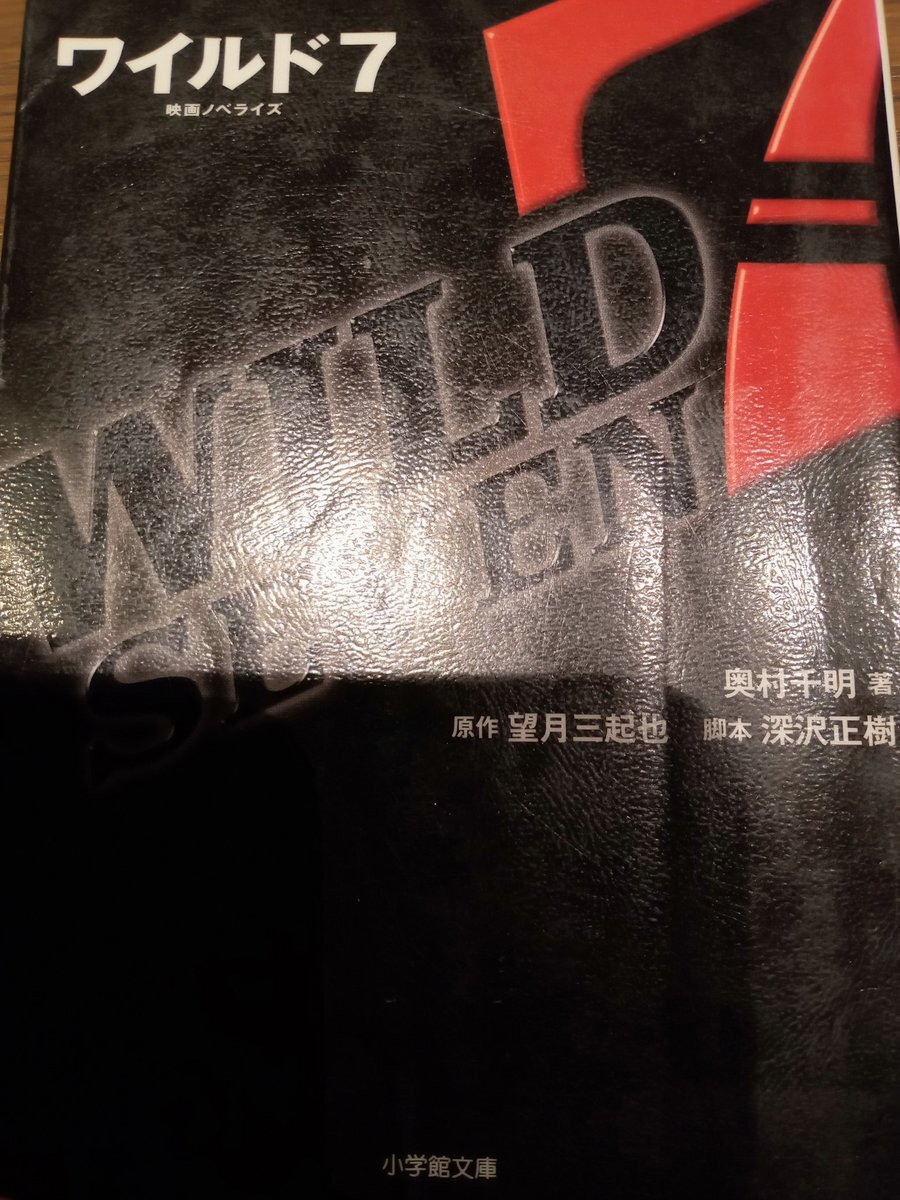 ワイルド7
映画ノベライズ
WILD
SEVEN
奥村千明 著
原作 望月三起也 脚本 深沢正樹
小学館文庫